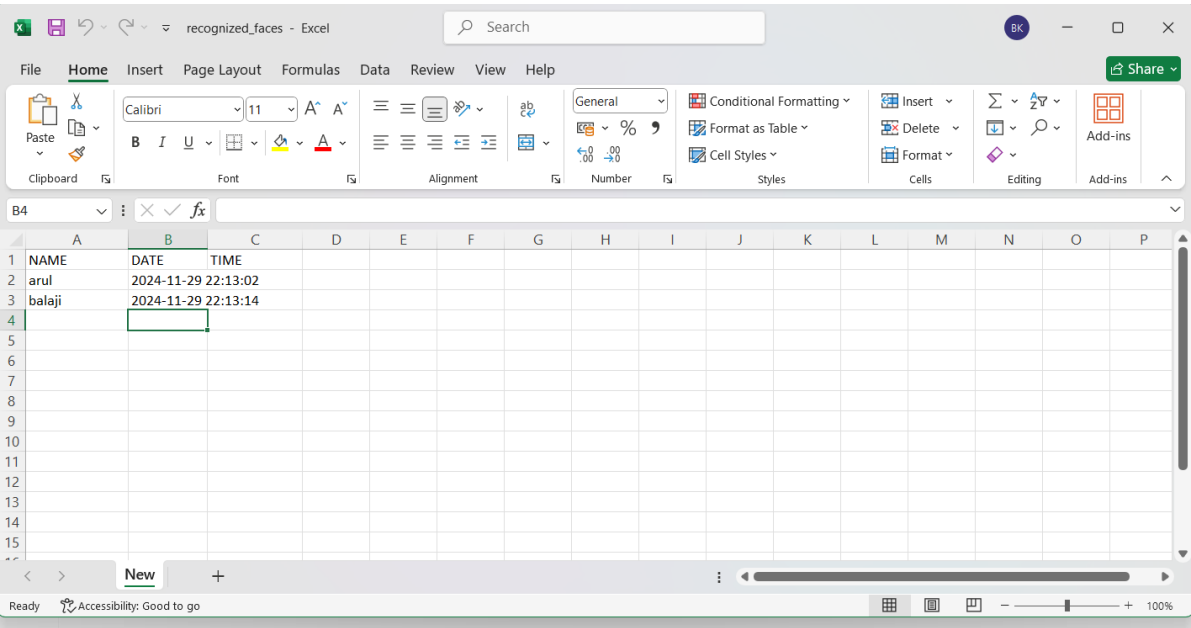 recognized_faces - Excel
Search
BK
File Home Insert Page Layout Formulas Data Review View Help
Share
Paste
Calibri 11
B I U A
General
% 9
Conditional Formatting
Format as Table
Cell Styles
Insert
Delete
Format
Add-ins
Clipboard Font Alignment Number Styles Cells Editing Add-ins
B4 fx
A B C D E F G H I J K L M N O P
1 NAME DATE TIME
2 arul 2024-11-29 22:13:02
3 balaji 2024-11-29 22:13:14
4
5
6
7
8
9
10
11
12
13
14
15
New +
Ready Accessibility: Good to go 100%